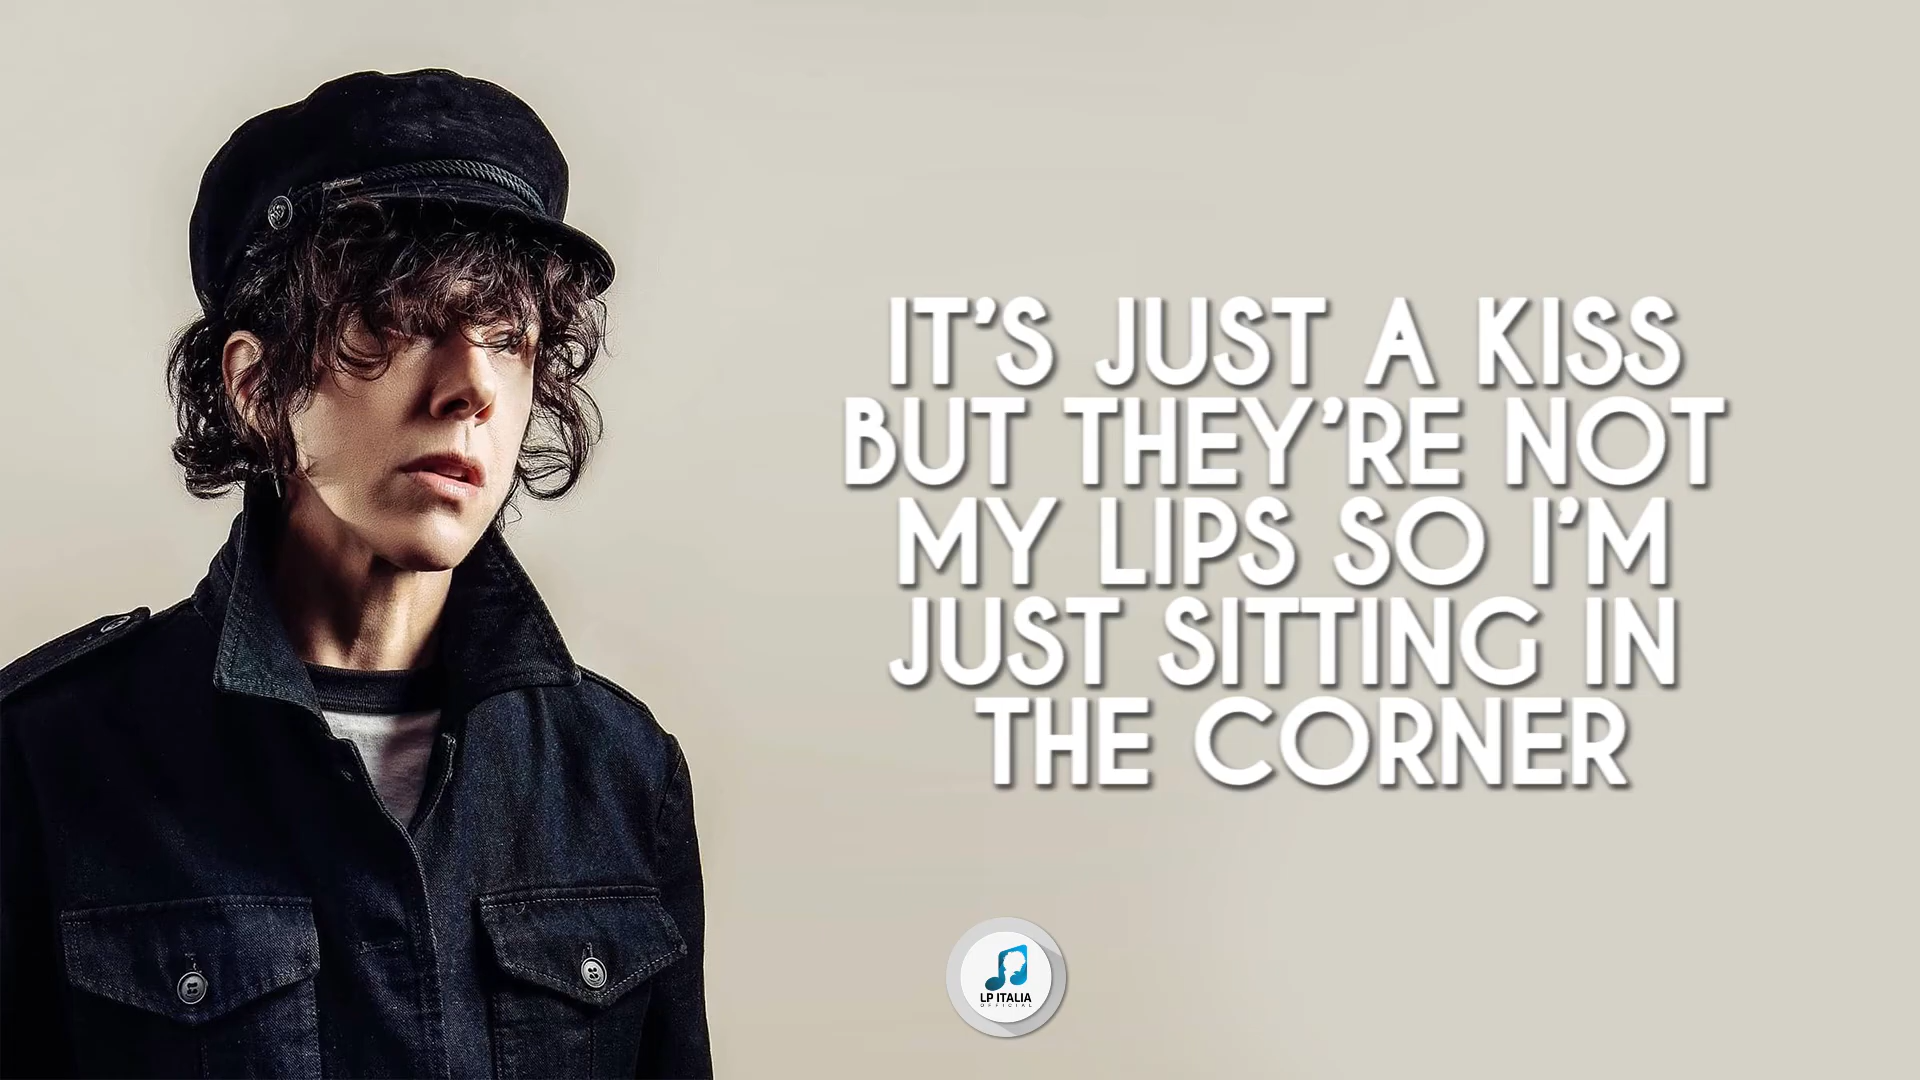 IT'S JUST A KISS
BUT THEY'RE NOT
MY LIPS SO I'M
JUST SITTING IN
THE CORNER
LP ITALIA
OFFICIAL